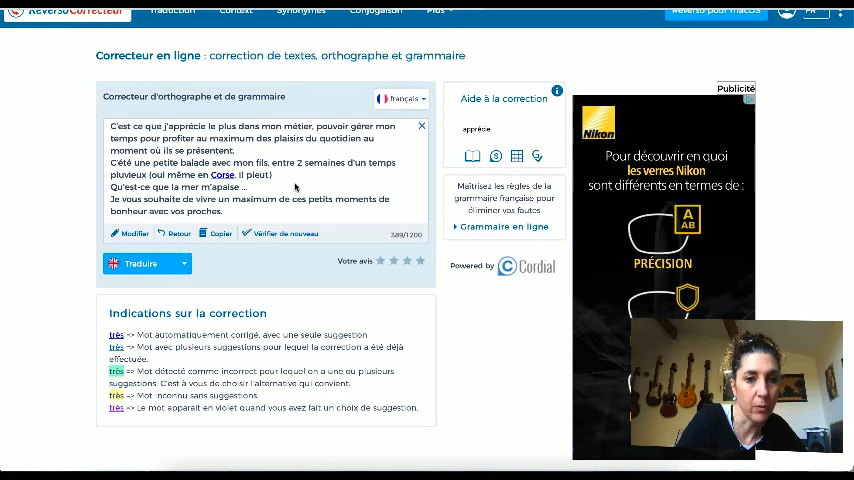 ReversoCorrecteur Traduction Context Synonymes Conjugaison Plus Reverso pour macOS FR
Correcteur en ligne : correction de textes, orthographe et grammaire
Correcteur d'orthographe et de grammaire
français
C'est ce que j'apprécie le plus dans mon métier, pouvoir gérer mon
temps pour profiter au maximum des plaisirs du quotidien au
moment où ils se présentent.
C'été une petite balade avec mon fils, entre 2 semaines d'un temps
pluvieux (oui même en Corse, il pleut)
Qu'est-ce que la mer m'apaise ...
Je vous souhaite de vivre un maximum de ces petits moments de
bonheur avec vos proches.
Modifier Retour Copier Vérifier de nouveau 389/1200
Traduire
Votre avis
Indications sur la correction
très => Mot automatiquement corrigé, avec une seule suggestion
très => Mot avec plusieurs suggestions pour lequel la correction a été déjà
effectuée.
très => Mot détecté comme incorrect pour lequel on a une ou plusieurs
suggestions. C'est à vous de choisir l'alternative qui convient.
très => Mot inconnu sans suggestions.
très => Le mot apparaît en violet quand vous avez fait un choix de suggestion.
Aide à la correction
apprécie
Maîtrisez les règles de la
grammaire française pour
éliminer vos fautes
Grammaire en ligne
Powered by Cordial
Publicité
Nikon
Pour découvrir en quoi
les verres Nikon
sont différents en termes de :
A
AB
PRÉCISION